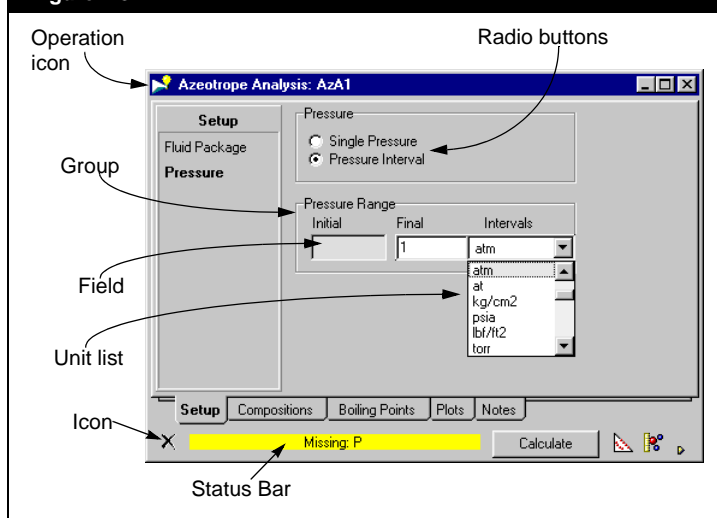 Operation
icon
Radio buttons
Azeotrope Analysis: AzA1
Setup
Fluid Package
Pressure
Pressure
Single Pressure
Pressure Interval
Group
Pressure Range
Initial Final Intervals
1 atm
Field
atm
at
kg/cm2
psia
lbf/ft2
torr
Unit list
Setup Compositions Boiling Points Plots Notes
Icon
Missing: P
Calculate
Status Bar